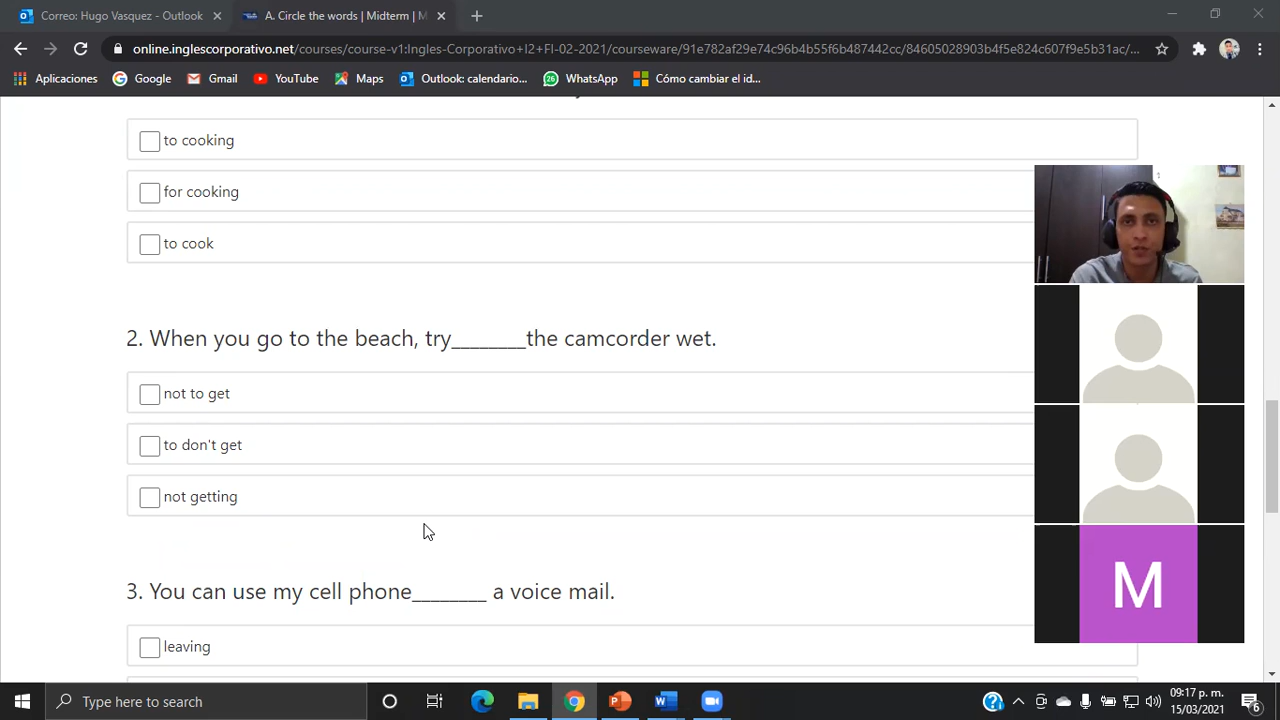 Correo: Hugo Vasquez - Outlook
A. Circle the words | Midterm | M
online.inglescorporativo.net/courses/course-v1:Ingles-Corporativo+I2+FI-02-2021/courseware/91e782af29e74c96b4b55f6b487442cc/84605028903b4f5e824c607f9e5b31ac/...
Aplicaciones Google Gmail YouTube Maps Outlook: calendario... 26 WhatsApp Cómo cambiar el id...
to cooking
for cooking
to cook
2. When you go to the beach, try________the camcorder wet.
not to get
to don't get
not getting
3. You can use my cell phone________ a voice mail.
leaving
M
Type here to search
09:17 p. m.
15/03/2021
6